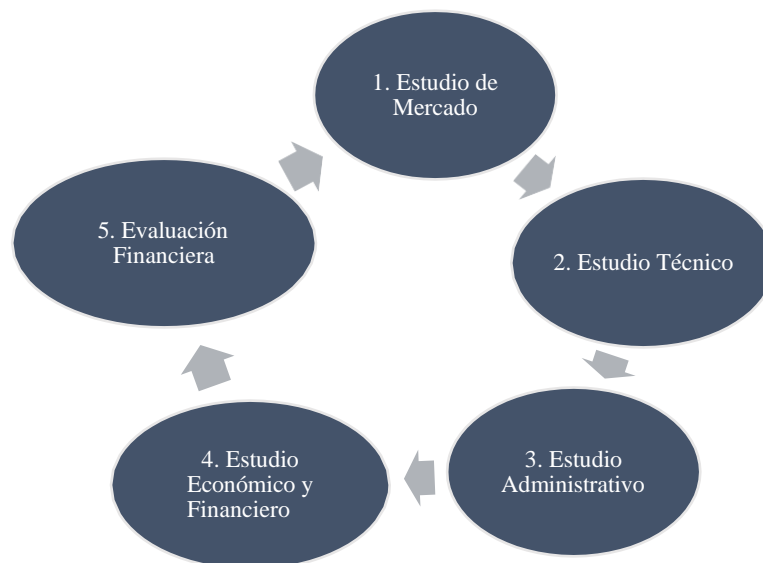 1. Estudio de
Mercado
2. Estudio Técnico
3. Estudio
Administrativo
4. Estudio
Económico y
Financiero
5. Evaluación
Financiera